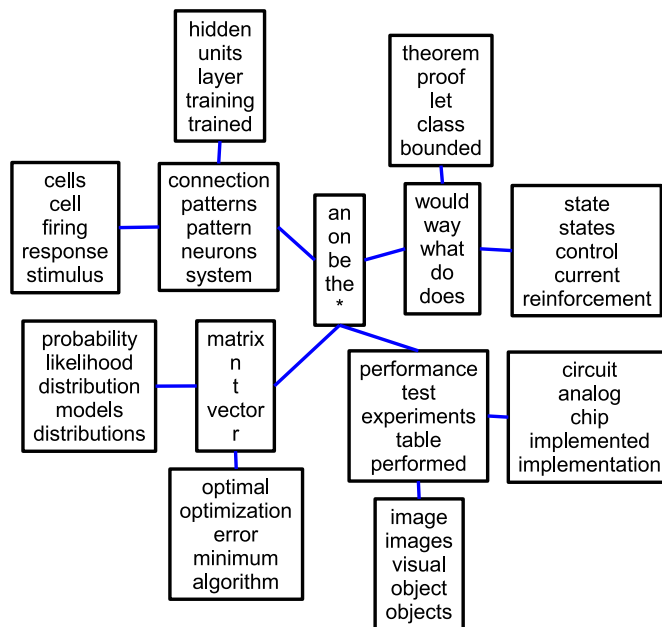 hidden
units
layer
training
trained
theorem
proof
let
class
bounded
cells
cell
firing
response
stimulus
connection
patterns
pattern
neurons
system
an
on
be
the
*
would
way
what
do
does
state
states
control
current
reinforcement
probability
likelihood
distribution
models
distributions
matrix
n
t
vector
r
performance
test
experiments
table
performed
circuit
analog
chip
implemented
implementation
optimal
optimization
error
minimum
algorithm
image
images
visual
object
objects